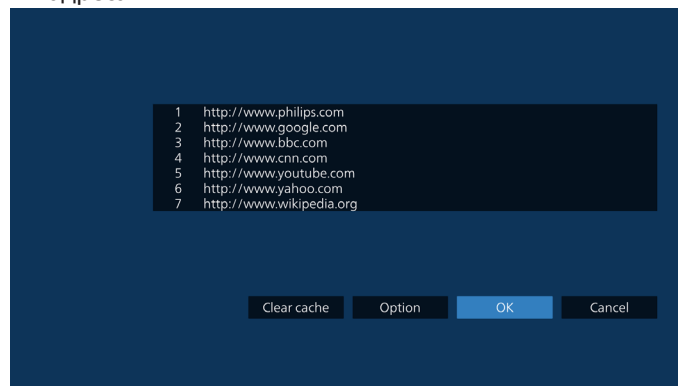 1 http://www.philips.com
2 http://www.google.com
3 http://www.bbc.com
4 http://www.cnn.com
5 http://www.youtube.com
6 http://www.yahoo.com
7 http://www.wikipedia.org
Clear cache Option OK Cancel